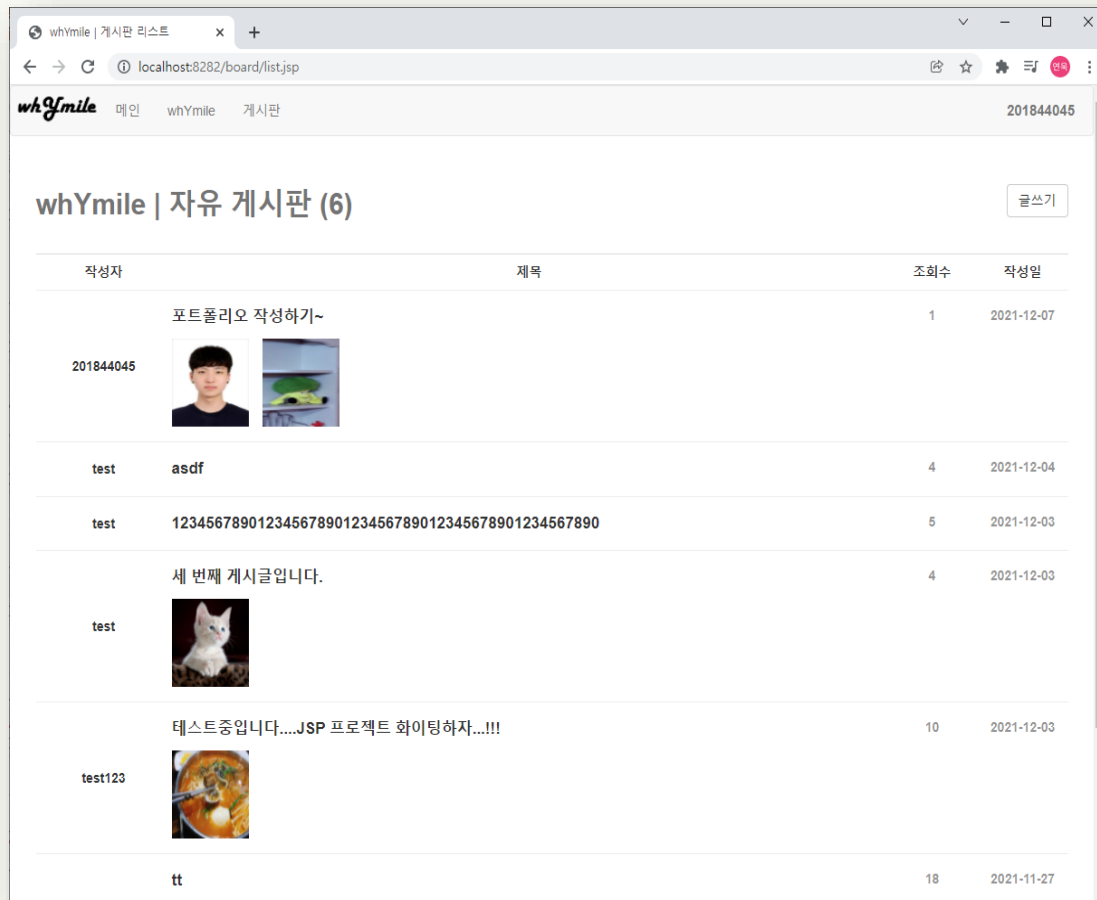 whYmile | 게시판 리스트
localhost:8282/board/list.jsp
연욱
whYmile 메인 whYmile 게시판 201844045
whYmile | 자유 게시판 (6) 글쓰기
작성자 제목 조회수 작성일
포트폴리오 작성하기~ 1 2021-12-07
201844045
test asdf 4 2021-12-04
test 12345678901234567890123456789012345678901234567890 5 2021-12-03
세 번째 게시글입니다. 4 2021-12-03
test
테스트중입니다....JSP 프로젝트 화이팅하자...!!! 10 2021-12-03
test123
tt 18 2021-11-27